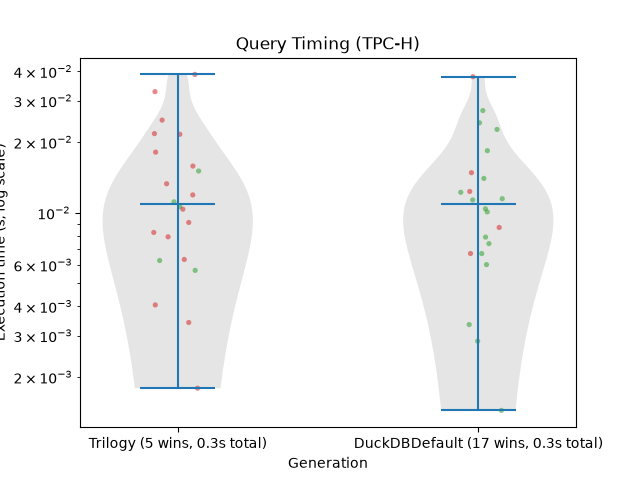 Query Timing (TPC-H)
4 × 10⁻²
3 × 10⁻²
2 × 10⁻²
10⁻²
6 × 10⁻³
4 × 10⁻³
3 × 10⁻³
2 × 10⁻³
Execution time (s, log scale)
Trilogy (5 wins, 0.3s total)
DuckDBDefault (17 wins, 0.3s total)
Generation